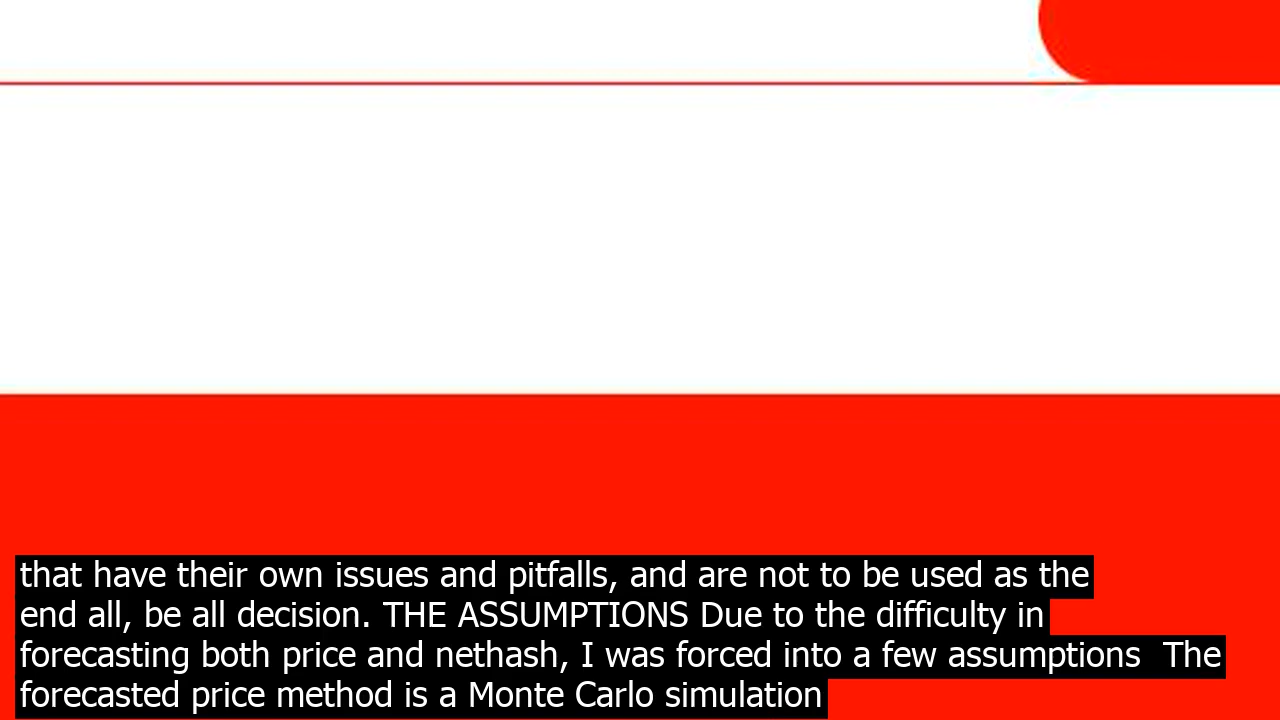 that have their own issues and pitfalls, and are not to be used as the
end all, be all decision. THE ASSUMPTIONS Due to the difficulty in
forecasting both price and nethash, I was forced into a few assumptions  The
forecasted price method is a Monte Carlo simulation